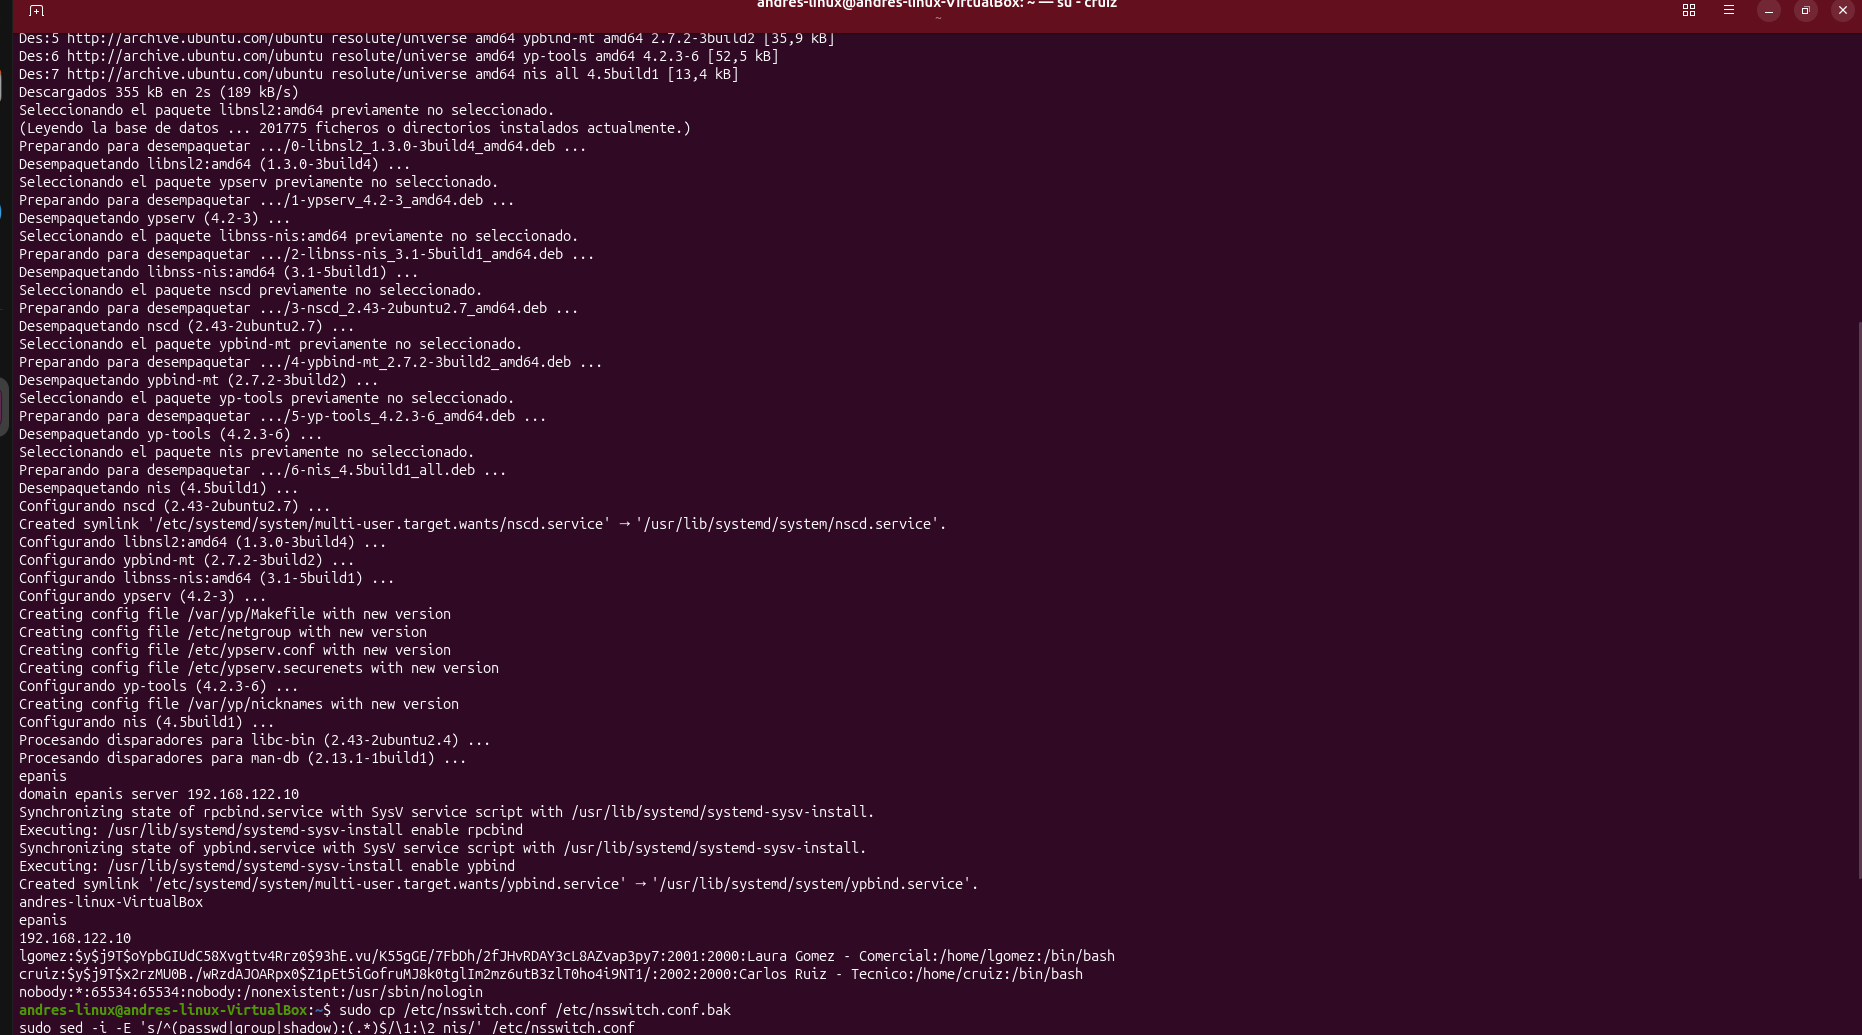 andres-linux@andres-linux-VirtualBox: ~ — su - cruiz
~
Des:5 http://archive.ubuntu.com/ubuntu resolute/universe amd64 ypbind-mt amd64 2.7.2-3build2 [35,9 kB]
Des:6 http://archive.ubuntu.com/ubuntu resolute/universe amd64 yp-tools amd64 4.2.3-6 [52,5 kB]
Des:7 http://archive.ubuntu.com/ubuntu resolute/universe amd64 nis all 4.5build1 [13,4 kB]
Descargados 355 kB en 2s (189 kB/s)
Seleccionando el paquete libnsl2:amd64 previamente no seleccionado.
(Leyendo la base de datos ... 201775 ficheros o directorios instalados actualmente.)
Preparando para desempaquetar .../0-libnsl2_1.3.0-3build4_amd64.deb ...
Desempaquetando libnsl2:amd64 (1.3.0-3build4) ...
Seleccionando el paquete ypserv previamente no seleccionado.
Preparando para desempaquetar .../1-ypserv_4.2-3_amd64.deb ...
Desempaquetando ypserv (4.2-3) ...
Seleccionando el paquete libnss-nis:amd64 previamente no seleccionado.
Preparando para desempaquetar .../2-libnss-nis_3.1-5build1_amd64.deb ...
Desempaquetando libnss-nis:amd64 (3.1-5build1) ...
Seleccionando el paquete nscd previamente no seleccionado.
Preparando para desempaquetar .../3-nscd_2.43-2ubuntu2.7_amd64.deb ...
Desempaquetando nscd (2.43-2ubuntu2.7) ...
Seleccionando el paquete ypbind-mt previamente no seleccionado.
Preparando para desempaquetar .../4-ypbind-mt_2.7.2-3build2_amd64.deb ...
Desempaquetando ypbind-mt (2.7.2-3build2) ...
Seleccionando el paquete yp-tools previamente no seleccionado.
Preparando para desempaquetar .../5-yp-tools_4.2.3-6_amd64.deb ...
Desempaquetando yp-tools (4.2.3-6) ...
Seleccionando el paquete nis previamente no seleccionado.
Preparando para desempaquetar .../6-nis_4.5build1_all.deb ...
Desempaquetando nis (4.5build1) ...
Configurando nscd (2.43-2ubuntu2.7) ...
Created symlink '/etc/systemd/system/multi-user.target.wants/nscd.service' → '/usr/lib/systemd/system/nscd.service'.
Configurando libnsl2:amd64 (1.3.0-3build4) ...
Configurando ypbind-mt (2.7.2-3build2) ...
Configurando libnss-nis:amd64 (3.1-5build1) ...
Configurando ypserv (4.2-3) ...
Creating config file /var/yp/Makefile with new version
Creating config file /etc/netgroup with new version
Creating config file /etc/ypserv.conf with new version
Creating config file /etc/ypserv.securenets with new version
Configurando yp-tools (4.2.3-6) ...
Creating config file /var/yp/nicknames with new version
Configurando nis (4.5build1) ...
Procesando disparadores para libc-bin (2.43-2ubuntu2.4) ...
Procesando disparadores para man-db (2.13.1-1build1) ...
epanis
domain epanis server 192.168.122.10
Synchronizing state of rpcbind.service with SysV service script with /usr/lib/systemd/systemd-sysv-install.
Executing: /usr/lib/systemd/systemd-sysv-install enable rpcbind
Synchronizing state of ypbind.service with SysV service script with /usr/lib/systemd/systemd-sysv-install.
Executing: /usr/lib/systemd/systemd-sysv-install enable ypbind
Created symlink '/etc/systemd/system/multi-user.target.wants/ypbind.service' → '/usr/lib/systemd/system/ypbind.service'.
andres-linux-VirtualBox
epanis
192.168.122.10
lgomez:$y$j9T$oYpbGIUdC58Xvgttv4Rrz0$93hE.vu/K55gGE/7FbDh/2fJHvRDAY3cL8AZvap3py7:2001:2000:Laura Gomez - Comercial:/home/lgomez:/bin/bash
cruiz:$y$j9T$x2rzMU0B./wRzdAJOARpx0$Z1pEt5iGofruMJ8k0tglIm2mz6utB3zlT0ho4i9NT1/:2002:2000:Carlos Ruiz - Tecnico:/home/cruiz:/bin/bash
nobody:*:65534:65534:nobody:/nonexistent:/usr/sbin/nologin
andres-linux@andres-linux-VirtualBox:~$ sudo cp /etc/nsswitch.conf /etc/nsswitch.conf.bak
sudo sed -i -E 's/^(passwd|group|shadow):(.*)$/\1:\2 nis/' /etc/nsswitch.conf